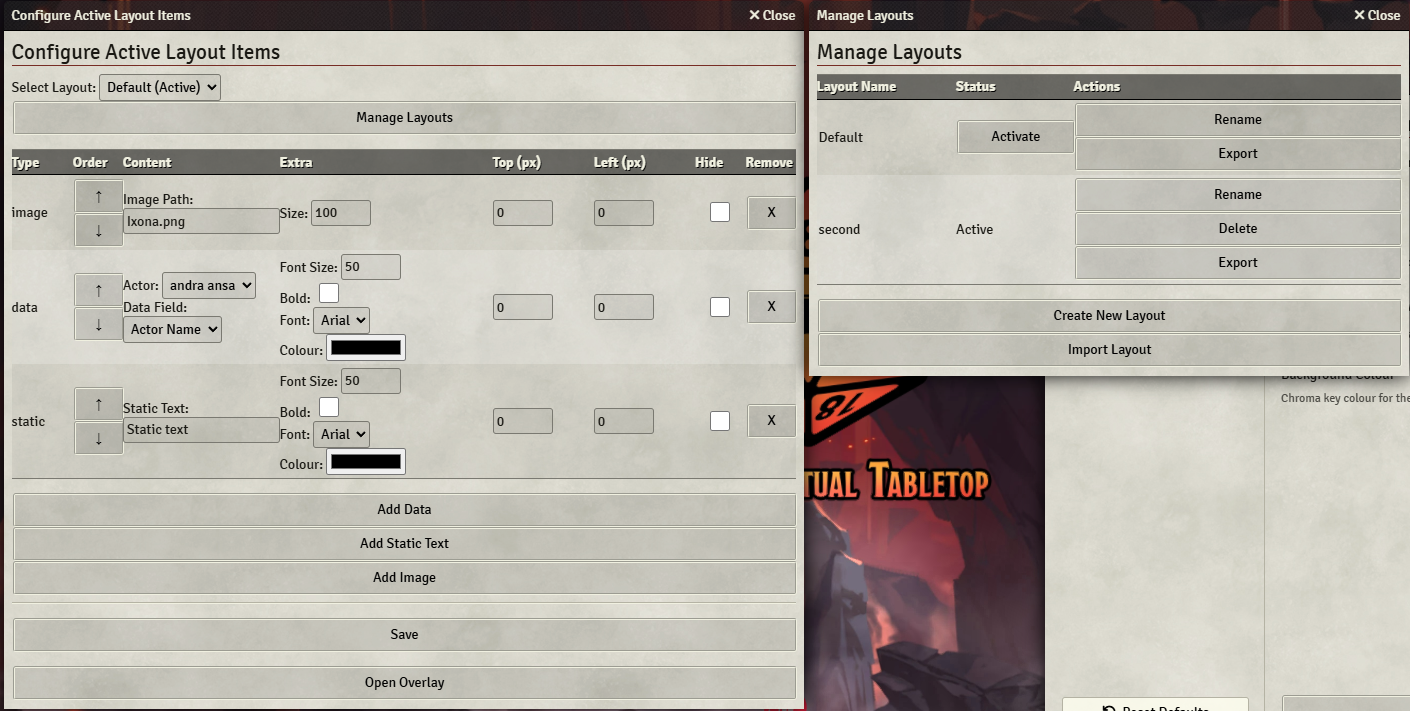 Configure Active Layout Items
✕ Close
Configure Active Layout Items
Select Layout: Default (Active)
Manage Layouts
Type Order Content Extra Top (px) Left (px) Hide Remove
image
↑
↓
Image Path:
Ixona.png
Size: 100
0
0
X
data
↑
↓
Actor: andra ansa
Data Field:
Actor Name
Font Size: 50
Bold:
Font: Arial
Colour:
0
0
X
static
↑
↓
Static Text:
Static text
Font Size: 50
Bold:
Font: Arial
Colour:
0
0
X
Add Data
Add Static Text
Add Image
Save
Open Overlay
Manage Layouts
✕ Close
Manage Layouts
Layout Name Status Actions
Default
Activate
Rename
Export
second
Active
Rename
Delete
Export
Create New Layout
Import Layout
Background Colour
Chroma key colour for the
18
TUAL TABLETOP
Reset Defaults